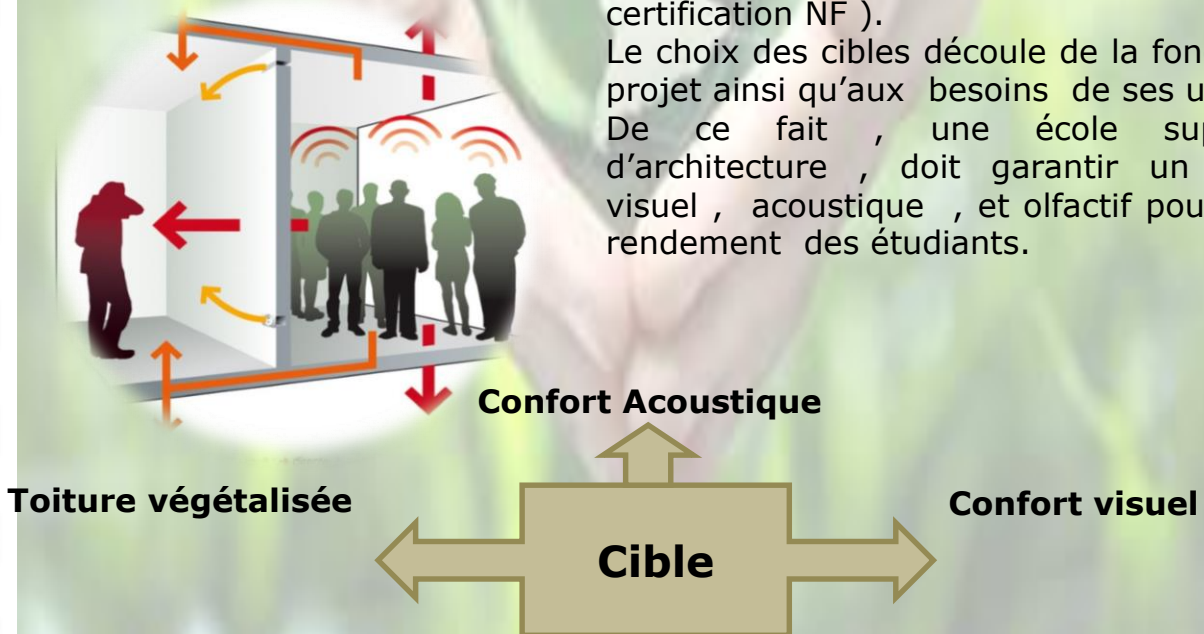 certification NF ).
Le choix des cibles découle de la fon
projet ainsi qu'aux besoins de ses u
De ce fait , une école sup
d'architecture , doit garantir un
visuel , acoustique , et olfactif pou
rendement des étudiants.
Confort Acoustique
Toiture végétalisée
Confort visuel
Cible